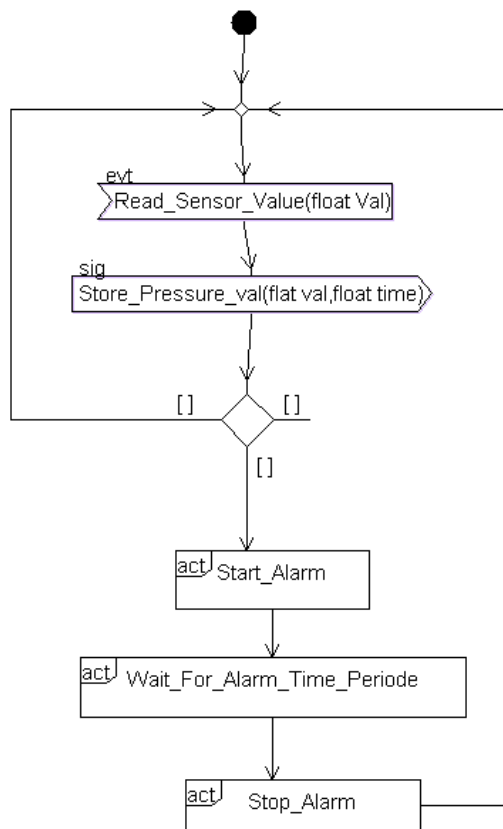 evt
Read_Sensor_Value(float Val)
sig
Store_Pressure_val(flat val,float time)
[ ]
[ ]
[ ]
act
Start_Alarm
act
Wait_For_Alarm_Time_Periode
act
Stop_Alarm